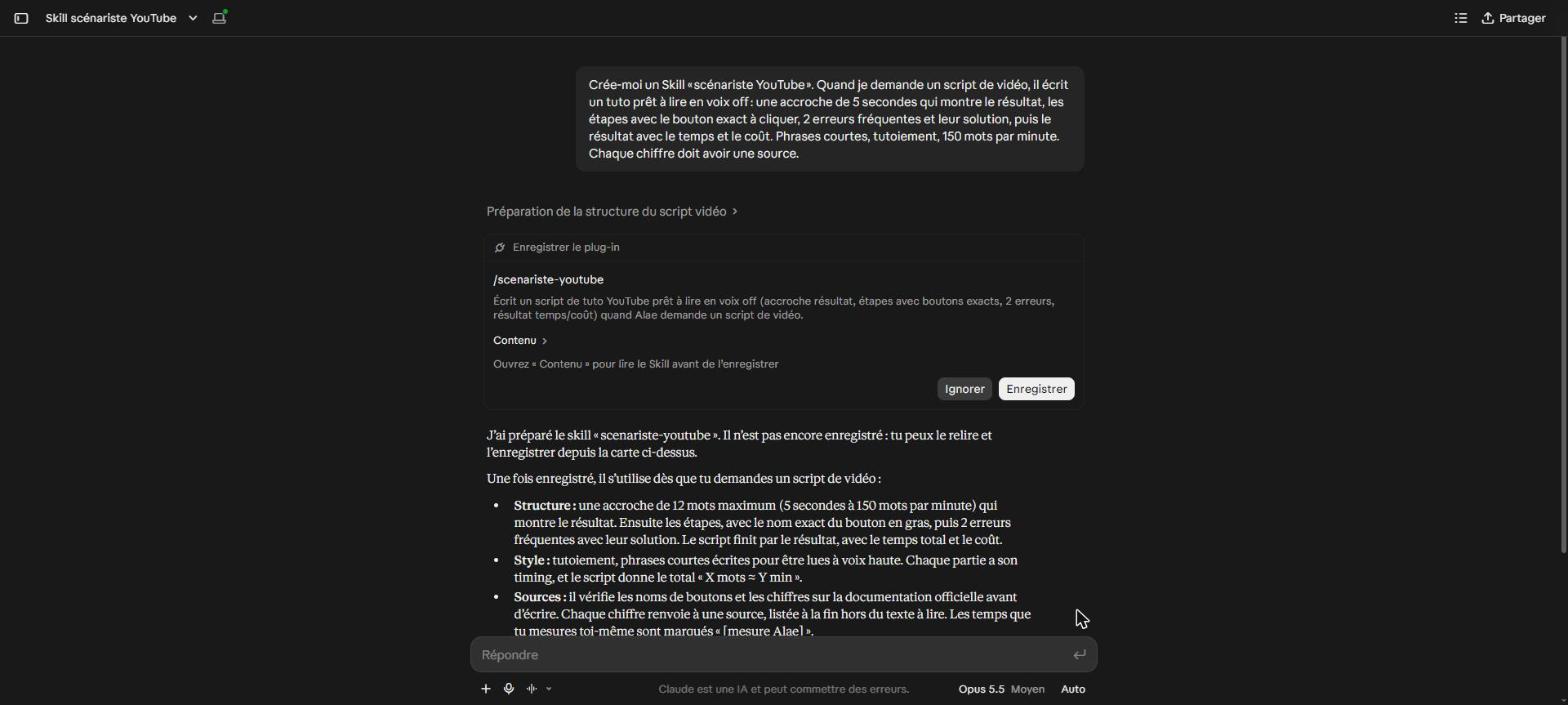 Skill scénariste YouTube
Partager
Crée-moi un Skill « scénariste YouTube ». Quand je demande un script de vidéo, il écrit
un tuto prêt à lire en voix off : une accroche de 5 secondes qui montre le résultat, les
étapes avec le bouton exact à cliquer, 2 erreurs fréquentes et leur solution, puis le
résultat avec le temps et le coût. Phrases courtes, tutoiement, 150 mots par minute.
Chaque chiffre doit avoir une source.
Préparation de la structure du script vidéo
Enregistrer le plug-in
/scenariste-youtube
Écrit un script de tuto YouTube prêt à lire en voix off (accroche résultat, étapes avec boutons exacts, 2 erreurs,
résultat temps/coût) quand Alae demande un script de vidéo.
Contenu
Ouvrez « Contenu » pour lire le Skill avant de l'enregistrer
Ignorer
Enregistrer
J'ai préparé le skill « scenariste-youtube ». Il n'est pas encore enregistré : tu peux le relire et
l'enregistrer depuis la carte ci-dessus.
Une fois enregistré, il s'utilise dès que tu demandes un script de vidéo :
• Structure : une accroche de 12 mots maximum (5 secondes à 150 mots par minute) qui
montre le résultat. Ensuite les étapes, avec le nom exact du bouton en gras, puis 2 erreurs
fréquentes avec leur solution. Le script finit par le résultat, avec le temps total et le coût.
• Style : tutoiement, phrases courtes écrites pour être lues à voix haute. Chaque partie a son
timing, et le script donne le total « X mots ≈ Y min ».
• Sources : il vérifie les noms de boutons et les chiffres sur la documentation officielle avant
d'écrire. Chaque chiffre renvoie à une source, listée à la fin hors du texte à lire. Les temps que
tu mesures toi-même sont marqués « [mesure Alae] ».
Répondre
Claude est une IA et peut commettre des erreurs.
Opus 5.5 Moyen
Auto